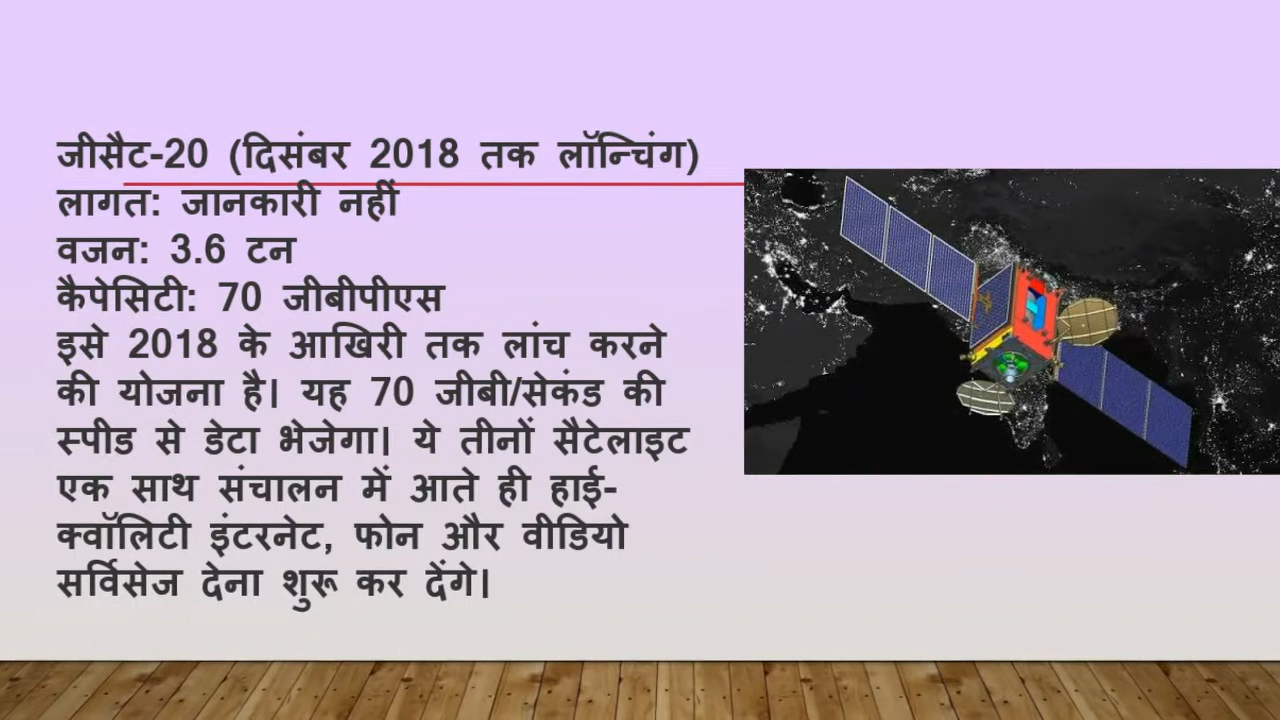 जीसैट-20 (दिसंबर 2018 तक लॉन्चिंग)
लागत: जानकारी नहीं
वजन: 3.6 टन
कैपेसिटी: 70 जीबीपीएस
इसे 2018 के आखिरी तक लांच करने
की योजना है। यह 70 जीबी/सेकंड की
स्पीड से डेटा भेजेगा। ये तीनों सैटेलाइट
एक साथ संचालन में आते ही हाई-
क्वॉलिटी इंटरनेट, फोन और वीडियो
सर्विसेज देना शुरू कर देंगे।